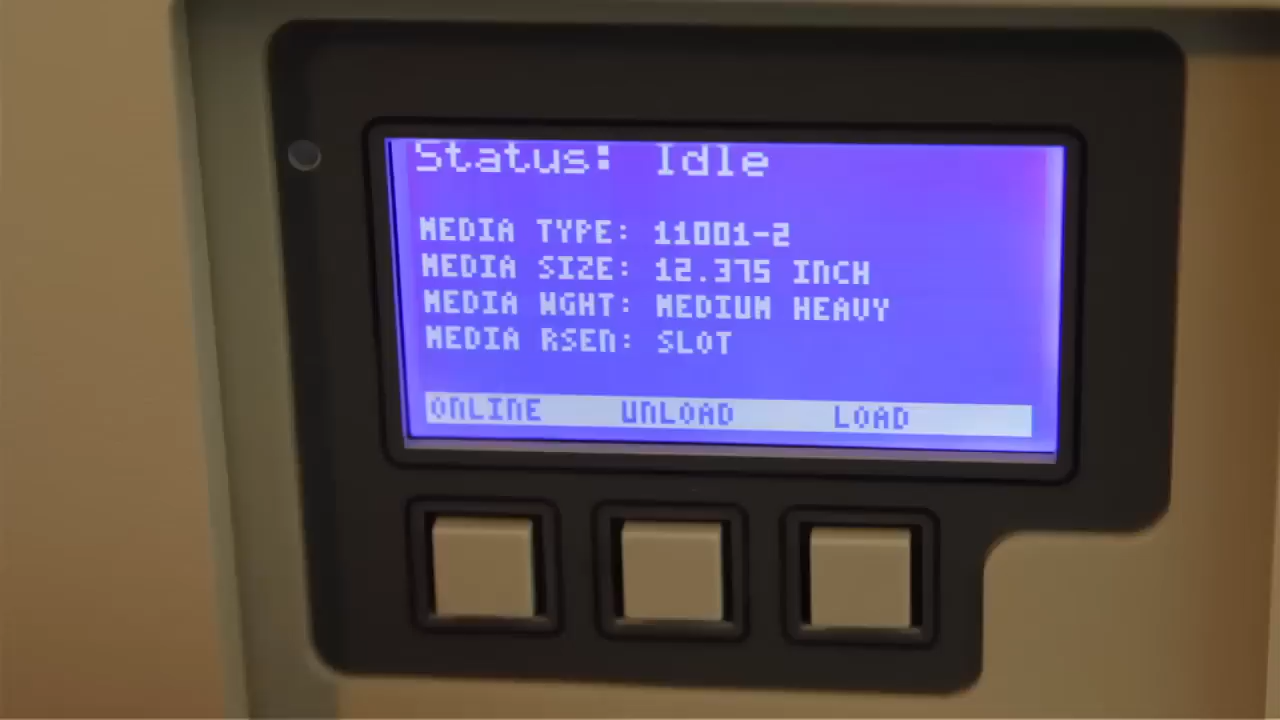 Status: Idle
MEDIA TYPE: 11001-2
MEDIA SIZE: 12.375 INCH
MEDIA WGHT: MEDIUM HEAVY
MEDIA RSEN: SLOT
ONLINE UNLOAD LOAD